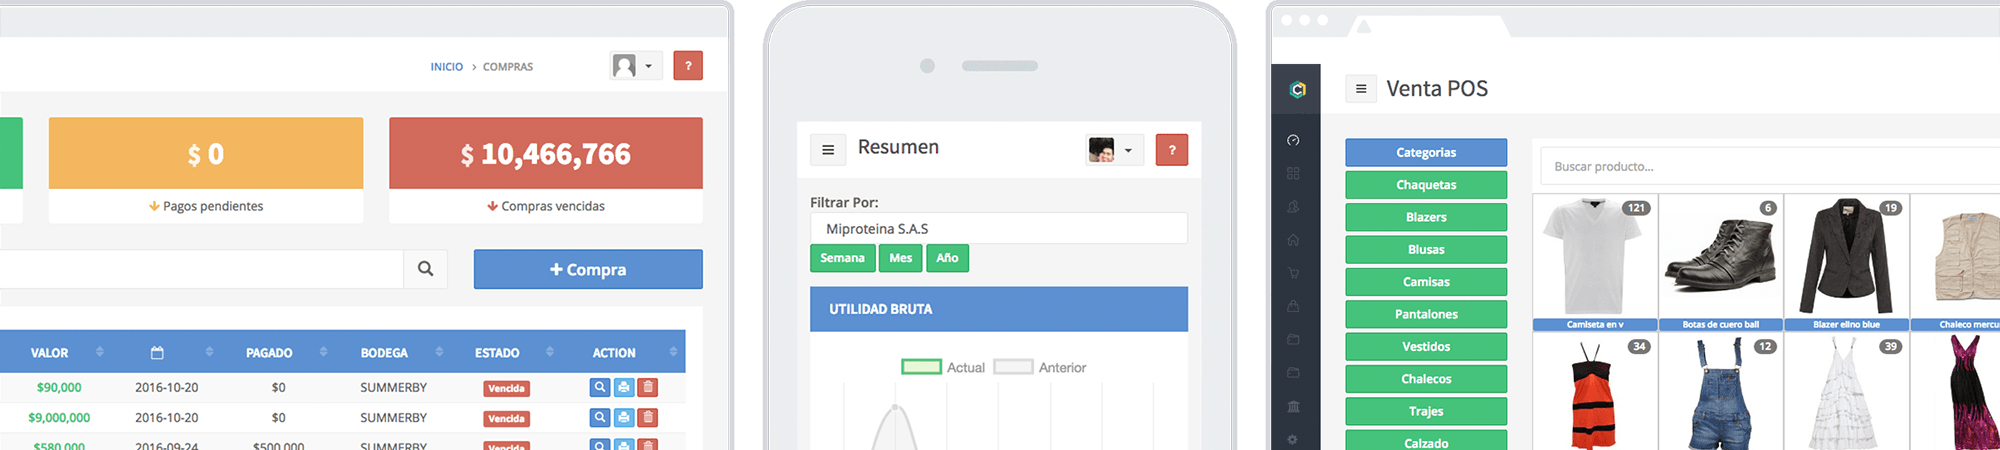 INICIO > COMPRAS
?
$ 0
Pagos pendientes
$ 10,466,766
Compras vencidas
+ Compra
VALOR PAGADO BODEGA ESTADO ACTION
$90,000 2016-10-20 $0 SUMMERBY Vencida
$9,000,000 2016-10-20 $0 SUMMERBY Vencida
$580,000 2016-09-24 $500,000 SUMMERBY Vencida
Resumen
?
Filtrar Por:
Miproteina S.A.S
Semana Mes Año
UTILIDAD BRUTA
Actual Anterior
Venta POS
Categorias
Chaquetas
Blazers
Blusas
Camisas
Pantalones
Vestidos
Chalecos
Trajes
Calzado
Buscar producto...
121 6 19
Camiseta en v Botas de cuero ball Blazer elino blue Chaleco mercu
34 12 39